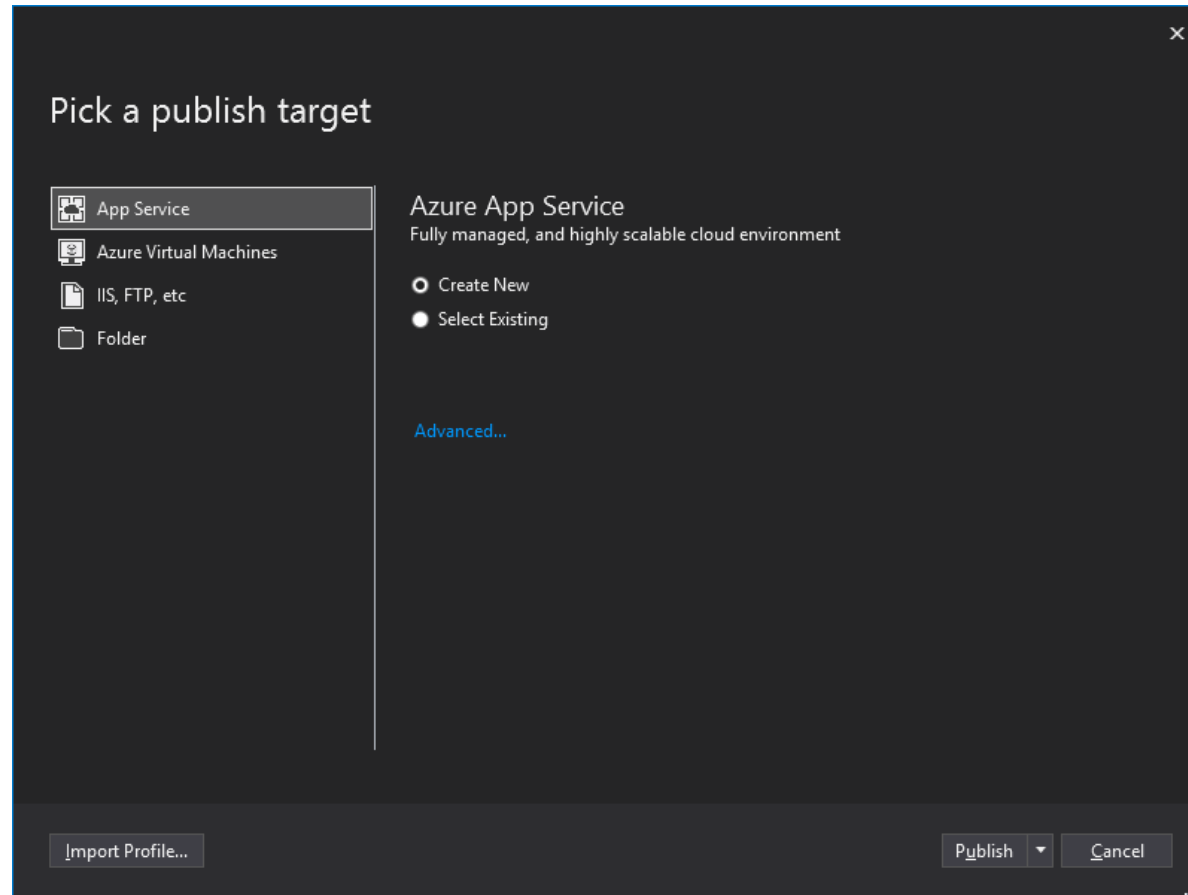 Pick a publish target
App Service
Azure Virtual Machines
IIS, FTP, etc
Folder
Azure App Service
Fully managed, and highly scalable cloud environment
Create New
Select Existing
Advanced...
Import Profile...
Publish
Cancel